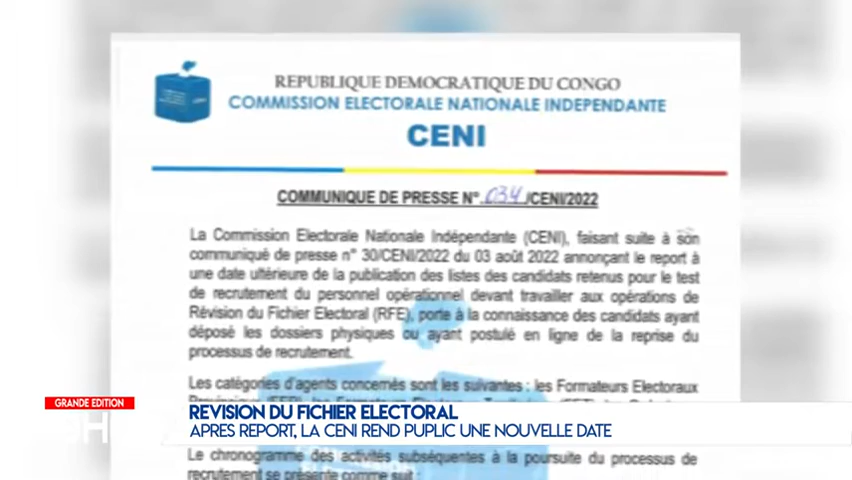 REPUBLIQUE DEMOCRATIQUE DU CONGO
COMMISSION ELECTORALE NATIONALE INDEPENDANTE
CENI
COMMUNIQUE DE PRESSE N°.034/CENI/2022
La Commission Electorale Nationale Indépendante (CENI), faisant suite à son
communiqué de presse n° 30/CENI/2022 du 03 août 2022 annonçant le report à
une date ultérieure de la publication des listes des candidats retenus pour le test
de recrutement du personnel opérationnel devant travailler aux opérations de
Révision du Fichier Electoral (RFE), porte à la connaissance des candidats ayant
déposé les dossiers physiques ou ayant postulé en ligne de la reprise du
processus de recrutement.
Les catégories d'agents concernés sont les suivantes : les Formateurs Electoraux
GRANDE EDITION
REVISION DU FICHIER ELECTORAL
APRES REPORT, LA CENI REND PUPLIC UNE NOUVELLE DATE
Le chronogramme des activités subséquentes à la poursuite du processus de
recrutement se présente comme suit :